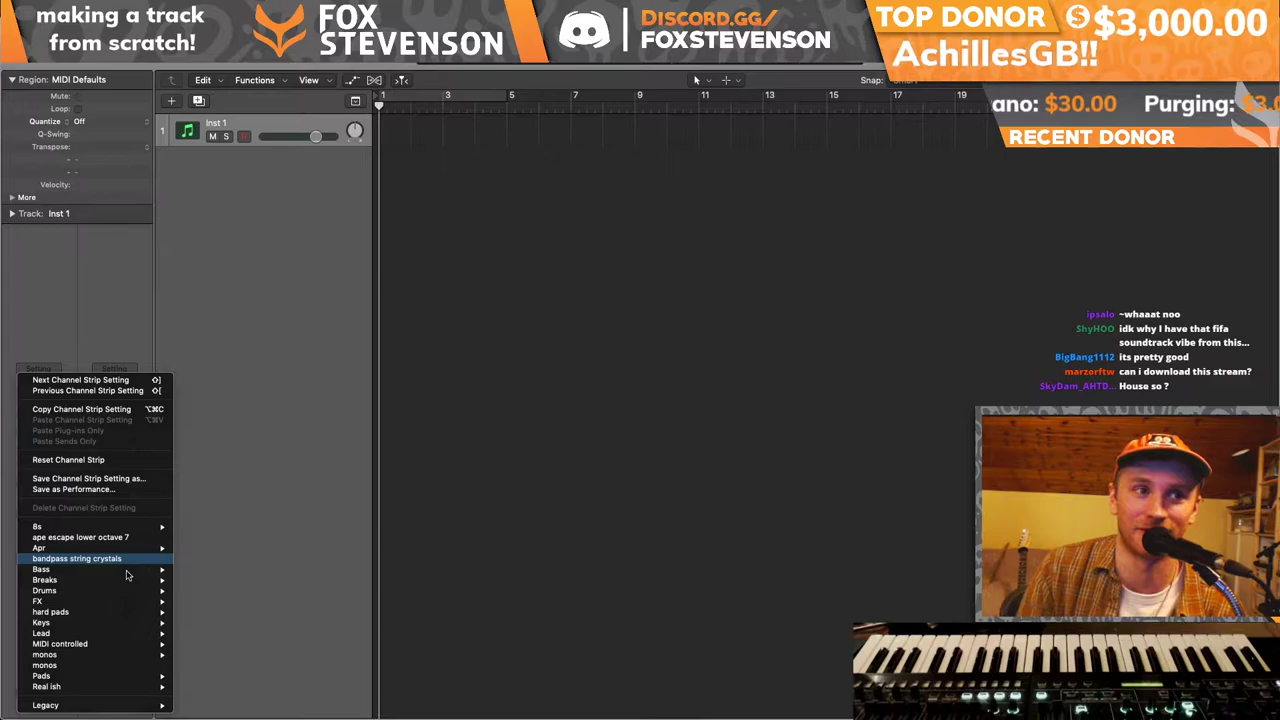 making a track
from scratch!
FOX
STEVENSON
DISCORD.GG/
FOXSTEVENSON
TOP DONOR
$3,000.00
AchillesGB!!
ano: $30.00 Purging: $3.0
RECENT DONOR
Region: MIDI Defaults
Mute:
Loop:
Quantize Off
Q-Swing:
Transpose:
Velocity:
More
Track: Inst 1
Edit Functions View
Snap:
1 3 5 7 9 11 13 15 17 19
1 Inst 1
M S R
Setting Setting
Next Channel Strip Setting ⇧]
Previous Channel Strip Setting ⇧[
Copy Channel Strip Setting ⌥⌘C
Paste Channel Strip Setting ⌥⌘V
Paste Plug-ins Only
Paste Sends Only
Reset Channel Strip
Save Channel Strip Setting as...
Save as Performance...
Delete Channel Strip Setting
8s
ape escape lower octave 7
Apr
bandpass string crystals
Bass
Breaks
Drums
FX
hard pads
Keys
Lead
MIDI controlled
monos
monos
Pads
Real ish
Legacy
ipsalo ~whaaat noo
ShyHOO idk why I have that fifa
soundtrack vibe from this...
BigBang1112 its pretty good
marzorftw can i download this stream?
SkyDam_AHTD... House so ?